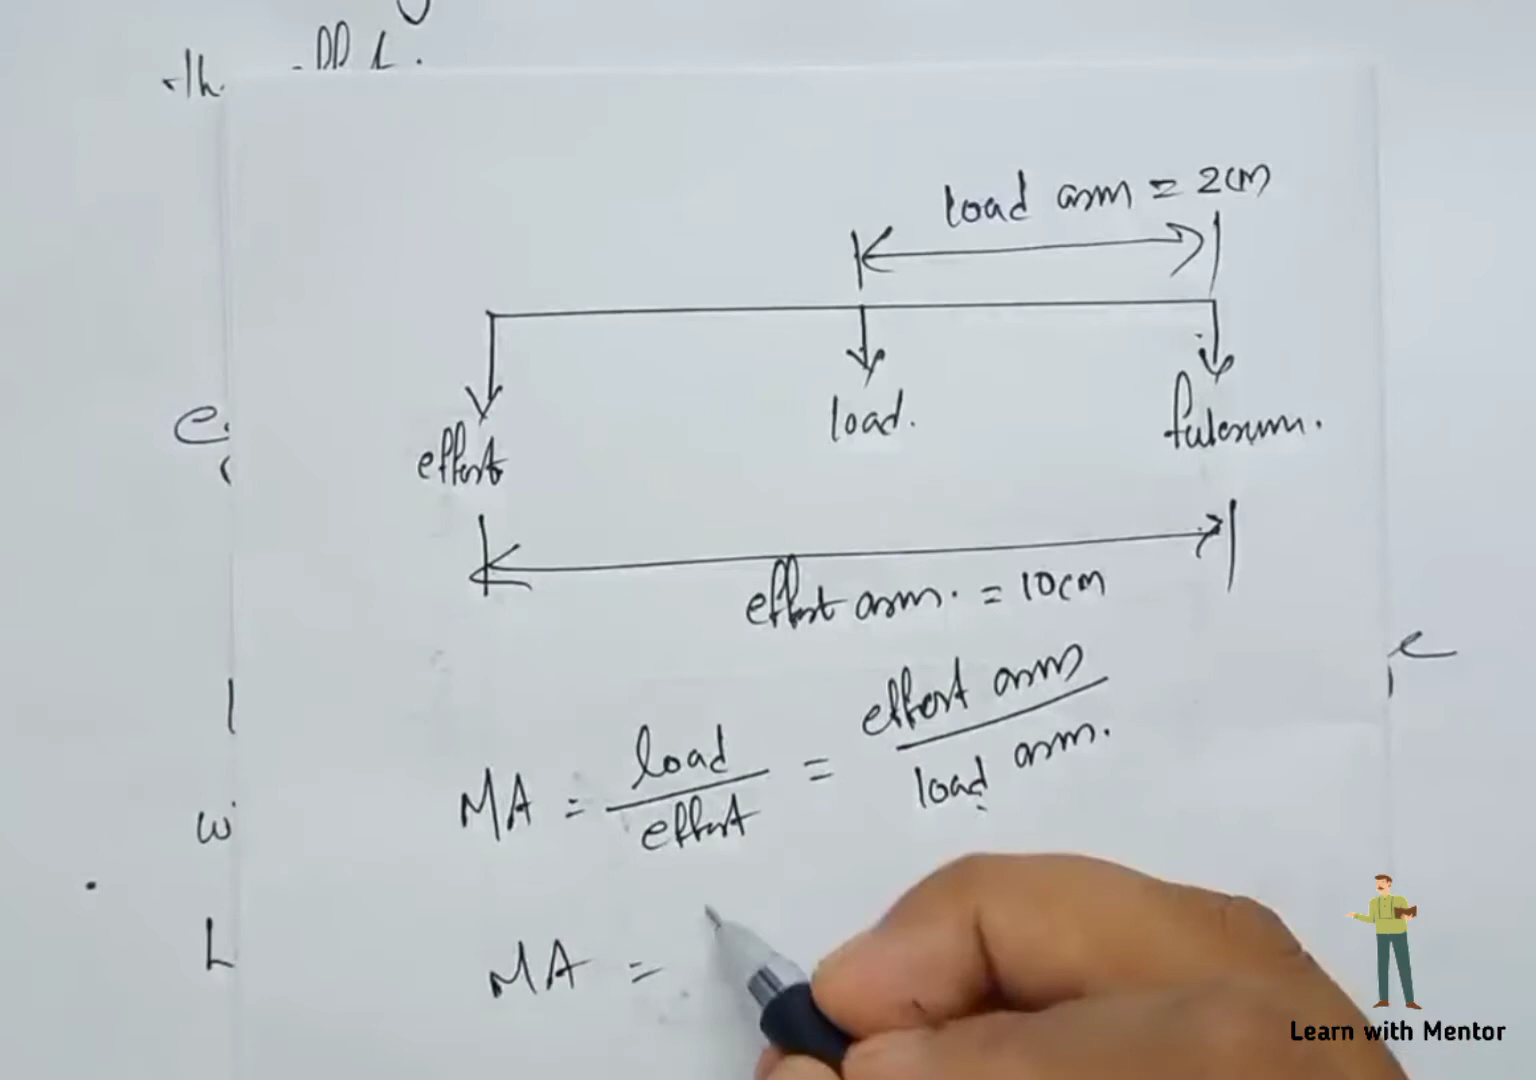 load arm = 2cm
load.
fulcrum.
effort
effort arm. = 10cm
MA = load/effort = effort arm/load arm.
MA =
Learn with Mentor